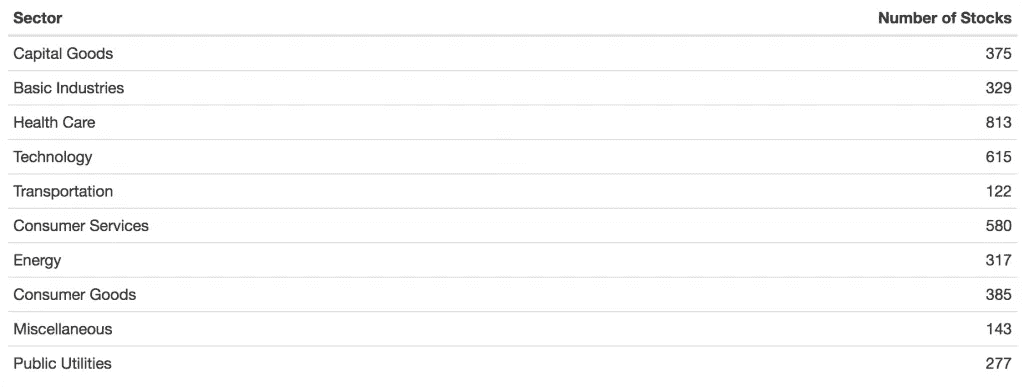 Sector Number of Stocks
Capital Goods 375
Basic Industries 329
Health Care 813
Technology 615
Transportation 122
Consumer Services 580
Energy 317
Consumer Goods 385
Miscellaneous 143
Public Utilities 277